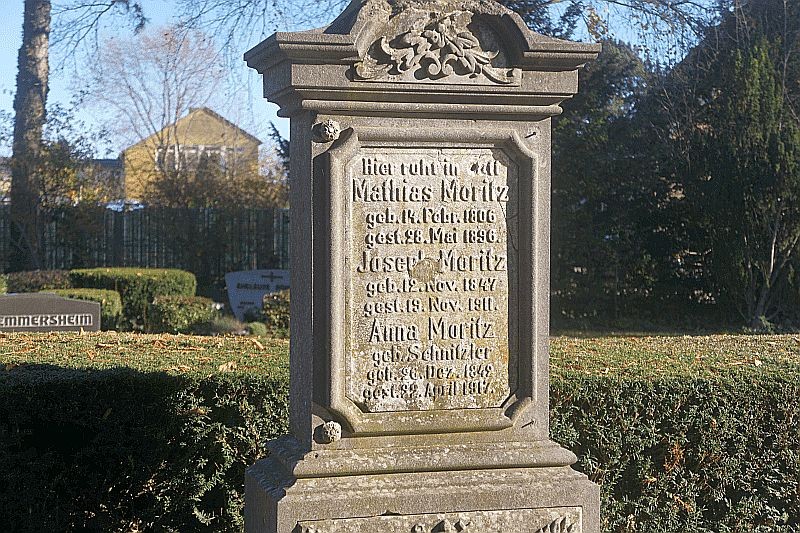 Hier ruht in
Mathias Moritz
geb. 14. Febr. 1806
gest. 28. Mai 1896.
Joseph Moritz
geb. 12. Nov. 1847
gest. 19. Nov. 1911.
Anna Moritz
geb. Schnitzler
geb. 26. Dez. 1849
gest. 22. April 1917.
EMMERSHEIM